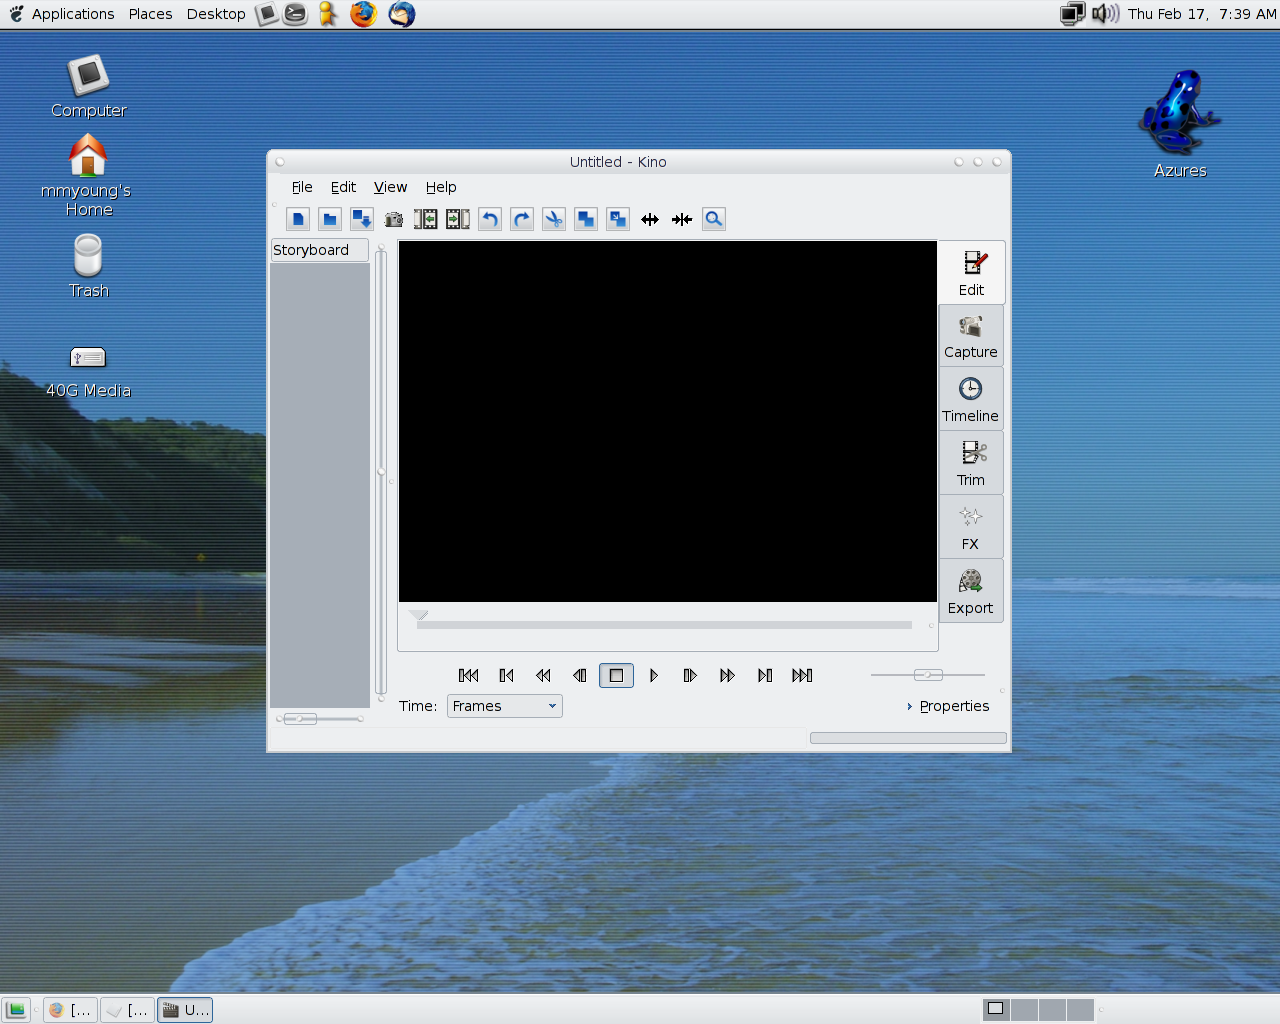 Applications Places Desktop
Thu Feb 17, 7:39 AM
Computer
mmyoung's
Home
Trash
40G Media
Azures
Untitled - Kino
File Edit View Help
Storyboard
Edit
Capture
Timeline
Trim
FX
Export
Time: Frames
Properties
[... [... U...